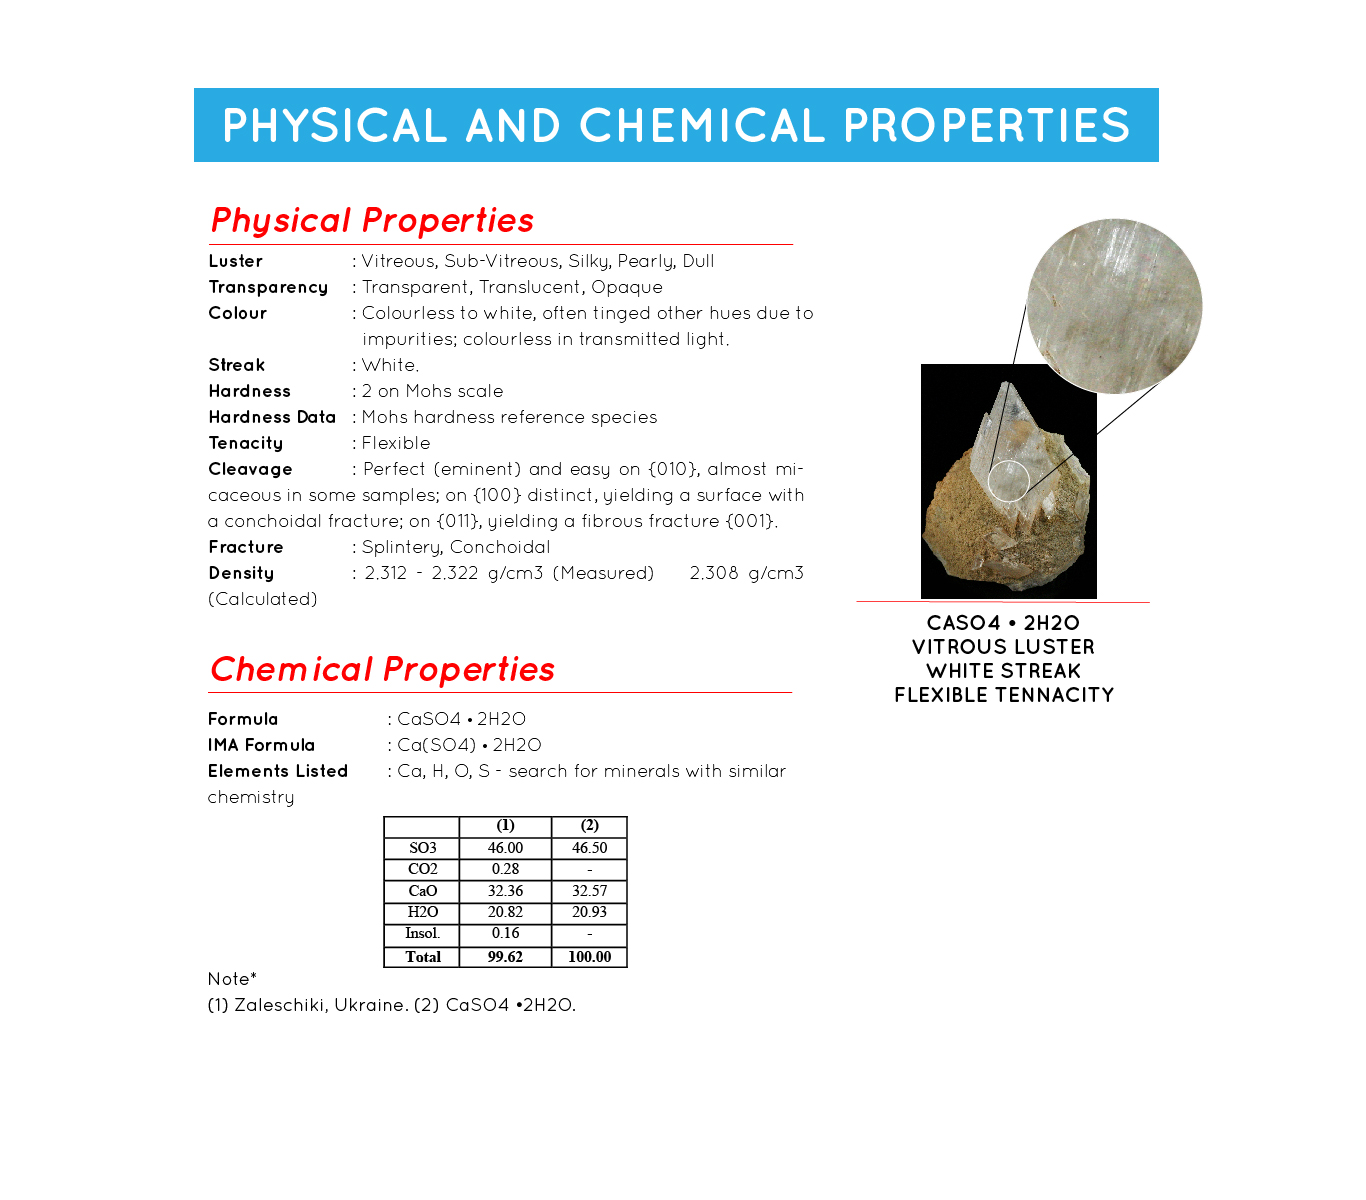 PHYSICAL AND CHEMICAL PROPERTIES
Physical Properties
Luster : Vitreous, Sub-Vitreous, Silky, Pearly, Dull
Transparency : Transparent, Translucent, Opaque
Colour : Colourless to white, often tinged other hues due to
impurities; colourless in transmitted light.
Streak : White.
Hardness : 2 on Mohs scale
Hardness Data : Mohs hardness reference species
Tenacity : Flexible
Cleavage : Perfect (eminent) and easy on {010}, almost mi-
caceous in some samples; on {100} distinct, yielding a surface with
a conchoidal fracture; on {011}, yielding a fibrous fracture {001}.
Fracture : Splintery, Conchoidal
Density : 2.312 - 2.322 g/cm3 (Measured) 2.308 g/cm3
(Calculated)
CASO4 • 2H2O
VITROUS LUSTER
WHITE STREAK
FLEXIBLE TENNACITY
Chemical Properties
Formula : CaSO4 • 2H2O
IMA Formula : Ca(SO4) • 2H2O
Elements Listed : Ca, H, O, S - search for minerals with similar
chemistry
(1) (2)
SO3 46.00 46.50
CO2 0.28 -
CaO 32.36 32.57
H2O 20.82 20.93
Insol. 0.16 -
Total 99.62 100.00
Note*
(1) Zaleschiki, Ukraine. (2) CaSO4 •2H2O.